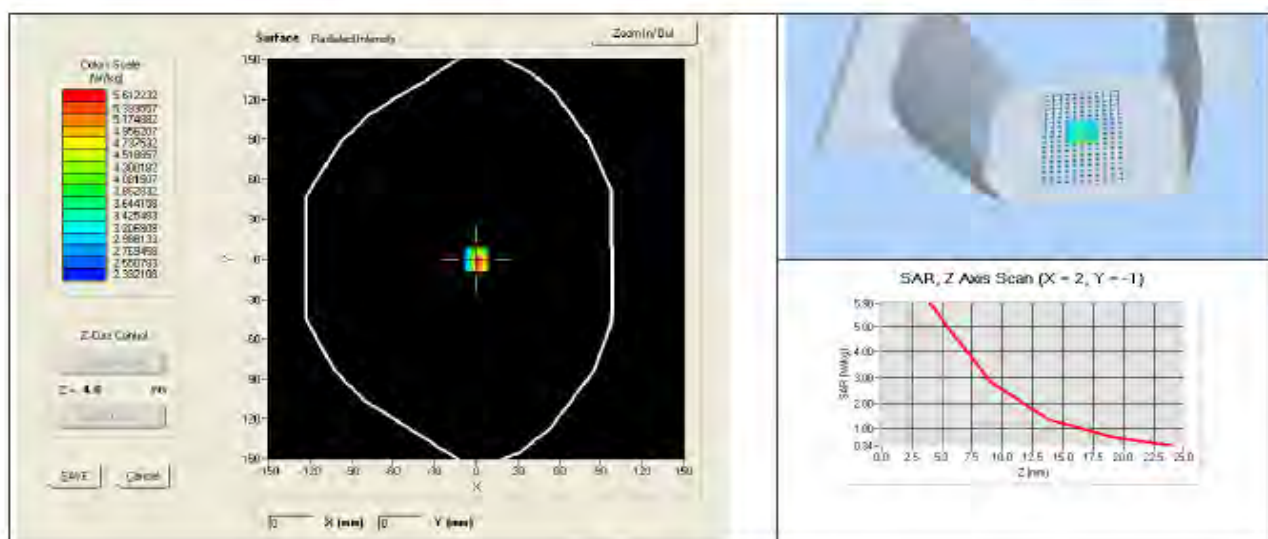 Surface Radiated Intensity
Zoom In/Out
Colors Scale
(W/kg)
5.612232
5.393557
5.174882
4.956207
4.737532
4.518857
4.300182
4.081507
3.862832
3.644158
3.425483
3.206808
2.988133
2.769458
2.550783
2.332108
Z-Cut Control
Z = 4.0 mm
SAVE Cancel
150
120
90
60
30
0
-30
-60
-90
-120
-150
Y
-150 -120 -90 -60 -30 0 30 60 90 120 150
X
0 X (mm) 0 Y (mm)
SAR, Z Axis Scan (X = 2, Y = -1)
SAR (W/kg)
5.00
4.00
3.00
2.00
1.00
0.34
0.0 2.5 5.0 7.5 10.0 12.5 15.0 17.5 20.0 22.5 25.0
Z (mm)